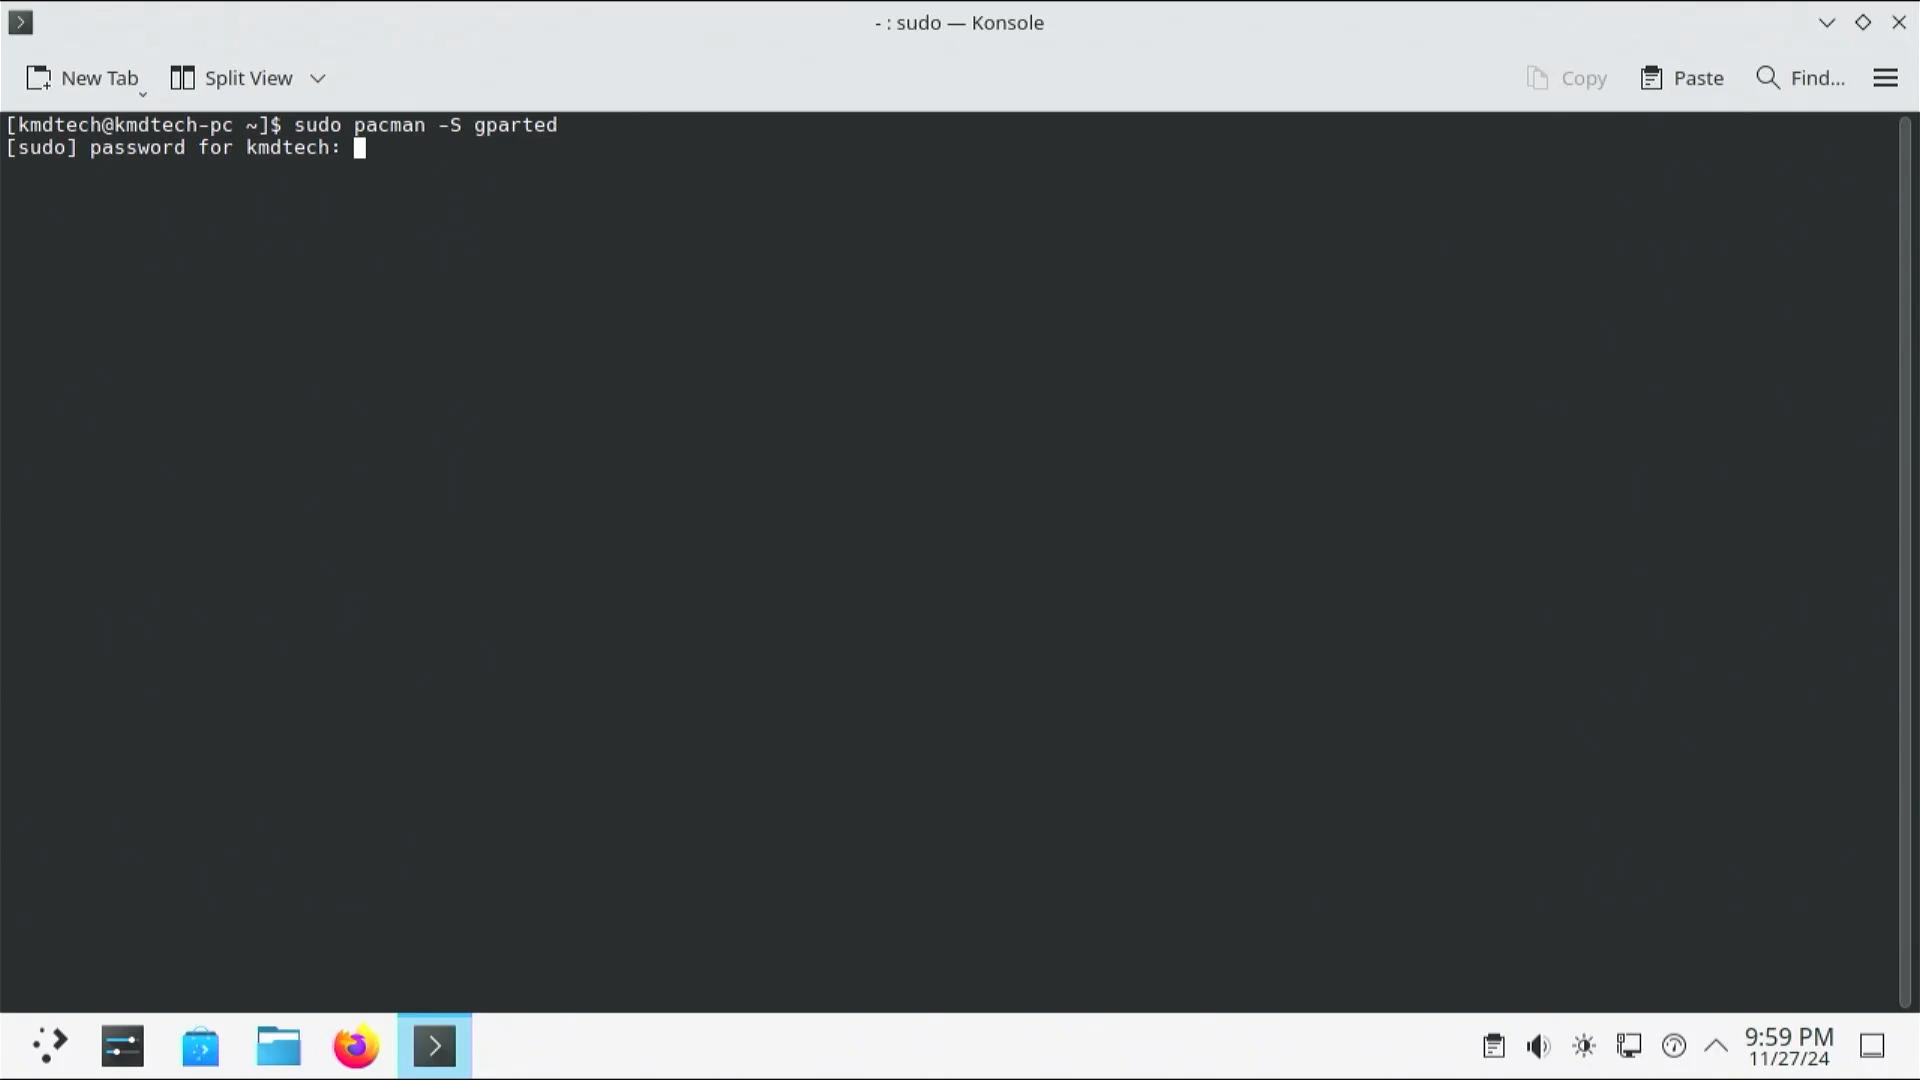 - : sudo — Konsole
New Tab
Split View
Copy
Paste
Find...
[kmdtech@kmdtech-pc ~]$ sudo pacman -S gparted
[sudo] password for kmdtech:
9:59 PM
11/27/24